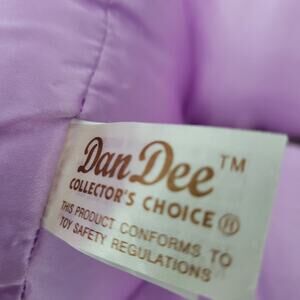 Dan Dee™
COLLECTOR'S CHOICE®
THIS PRODUCT CONFORMS TO
TOY SAFETY REGULATIONS